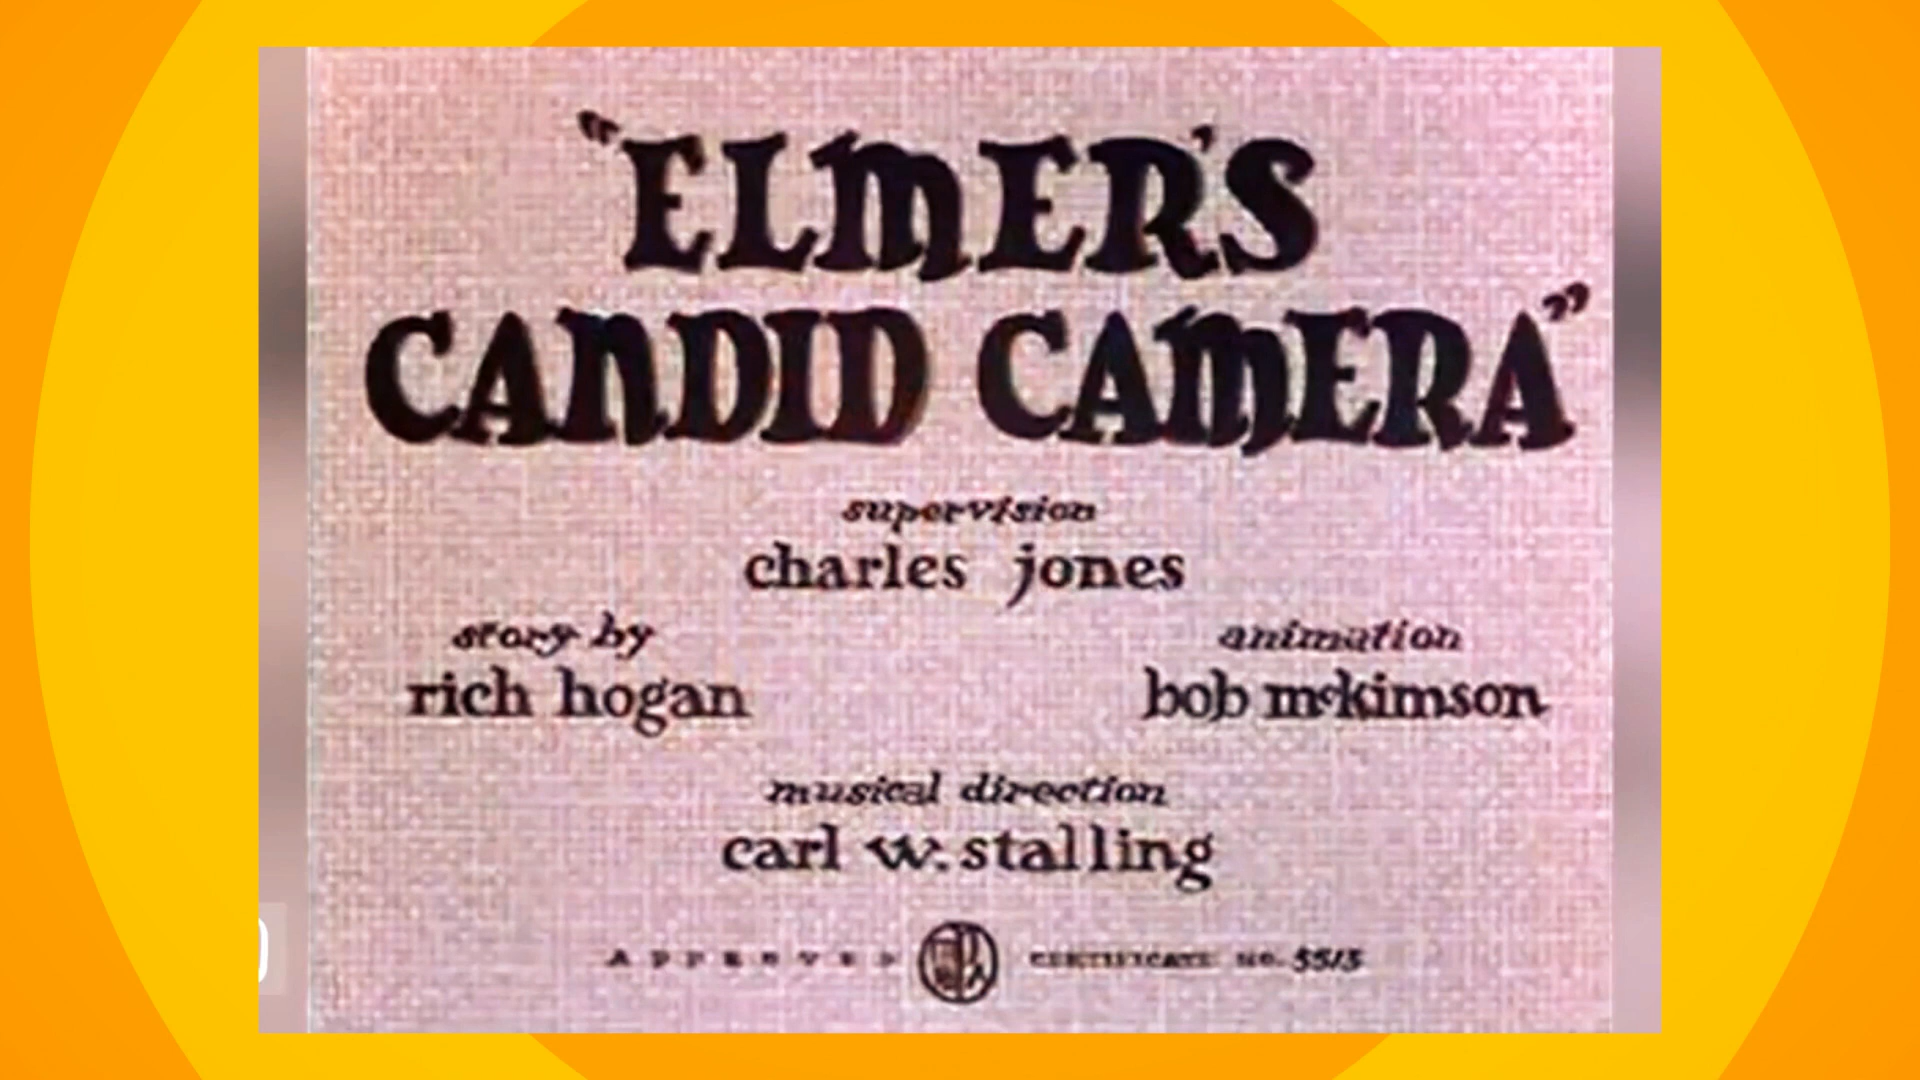 "ELMER'S
CANDID CAMERA"
supervision
charles jones
story by
rich hogan
animation
bob mckimson
musical direction
carl w. stalling
APPROVED CERTIFICATE NO. 5513